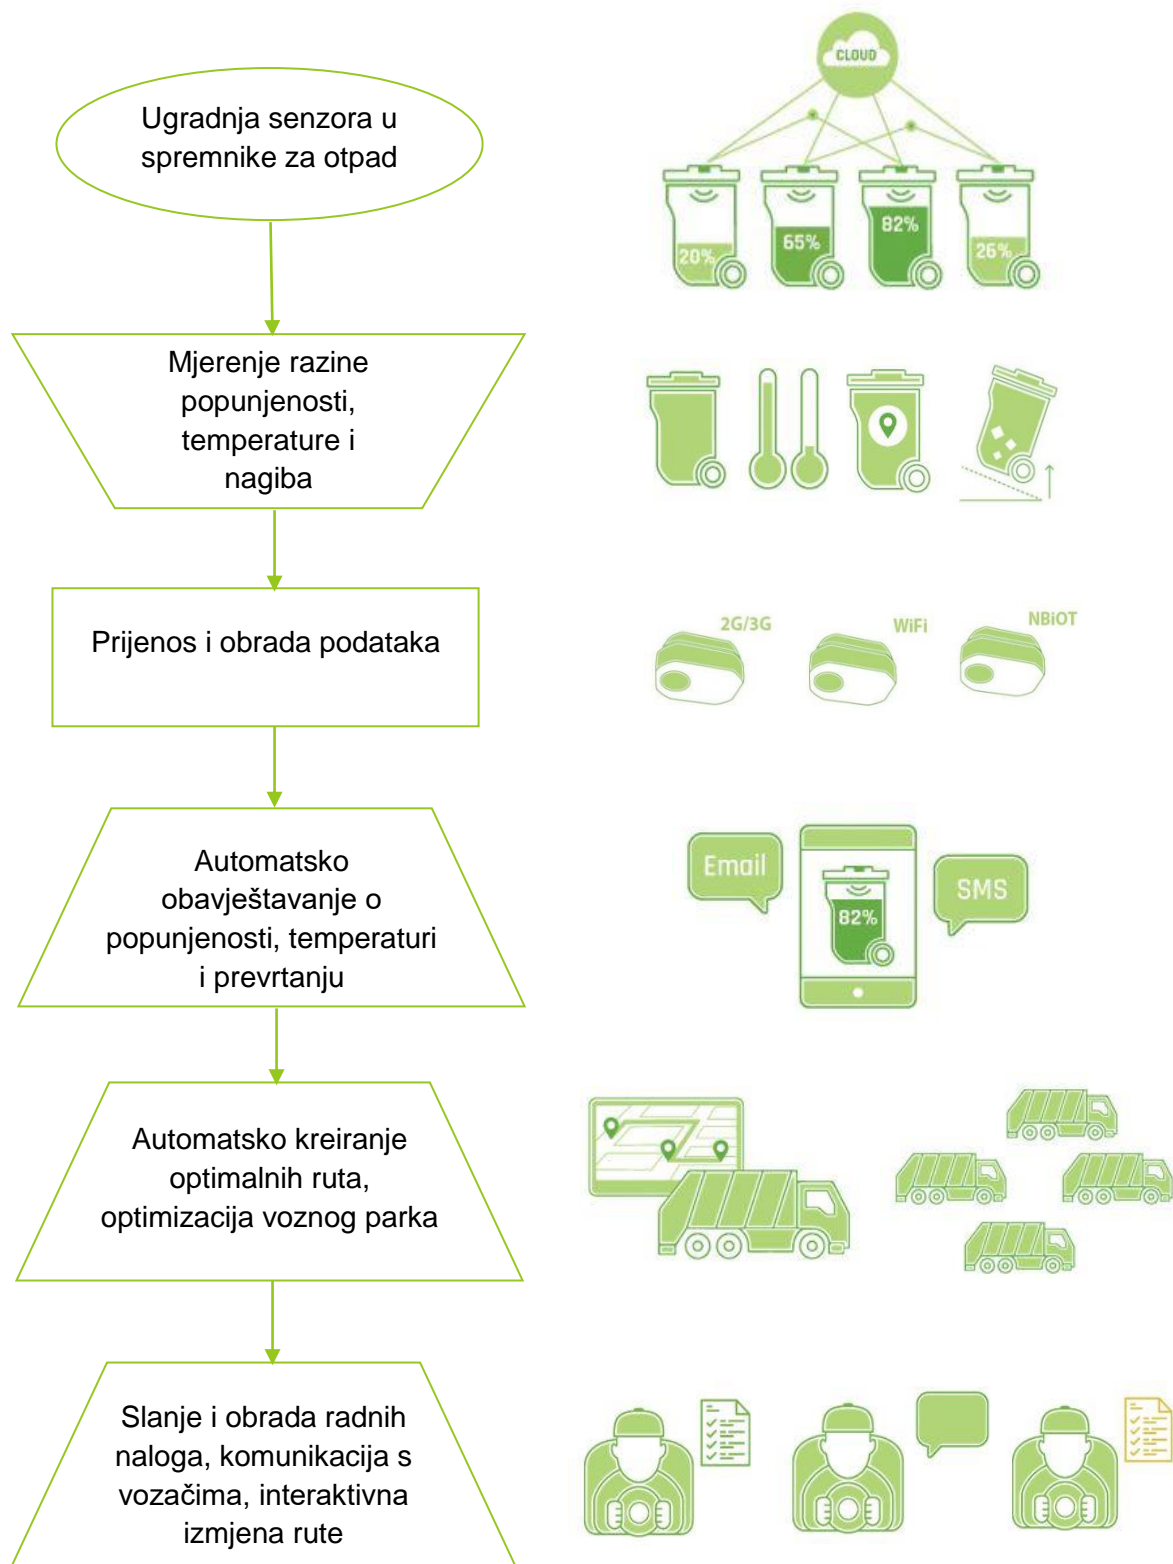 CLOUD
Ugradnja senzora u
spremnike za otpad
20%
65%
82%
26%
Mjerenje razine
popunjenosti,
temperature i
nagiba
2G/3G
WiFi
NBiOT
Prijenos i obrada podataka
Automatsko
obavještavanje o
popunjenosti, temperaturi
i prevrtanju
Email
82%
SMS
Automatsko kreiranje
optimalnih ruta,
optimizacija voznog parka
Slanje i obrada radnih
naloga, komunikacija s
vozačima, interaktivna
izmjena rute